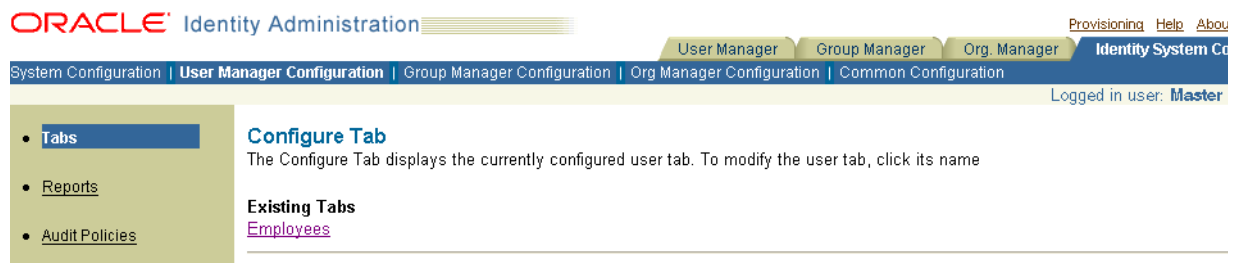 ORACLE Identity Administration
Provisioning Help Abou
User Manager Group Manager Org. Manager Identity System Co
System Configuration | User Manager Configuration | Group Manager Configuration | Org Manager Configuration | Common Configuration
Logged in user: Master
Tabs
Reports
Audit Policies
Configure Tab
The Configure Tab displays the currently configured user tab. To modify the user tab, click its name
Existing Tabs
Employees